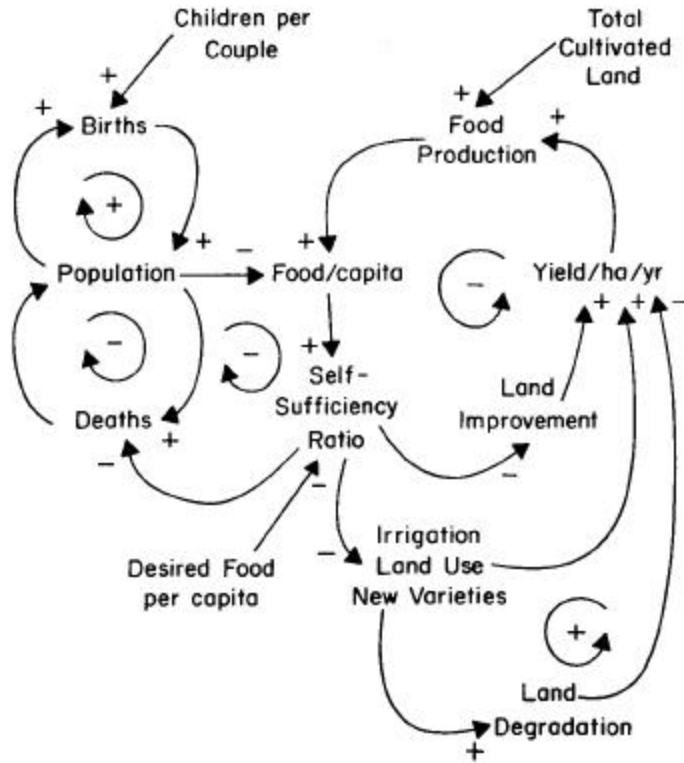 Children per
Couple
Total
Cultivated
Land
+
+
Births
+
Food
Production
+
+
+
-
+
Population
Food/capita
-
Yield/ha/yr
+
+
-
-
-
+
Self-
Sufficiency
Ratio
Land
Improvement
Deaths
+
-
-
-
-
Desired Food
per capita
Irrigation
Land Use
New Varieties
+
Land
Degradation
+